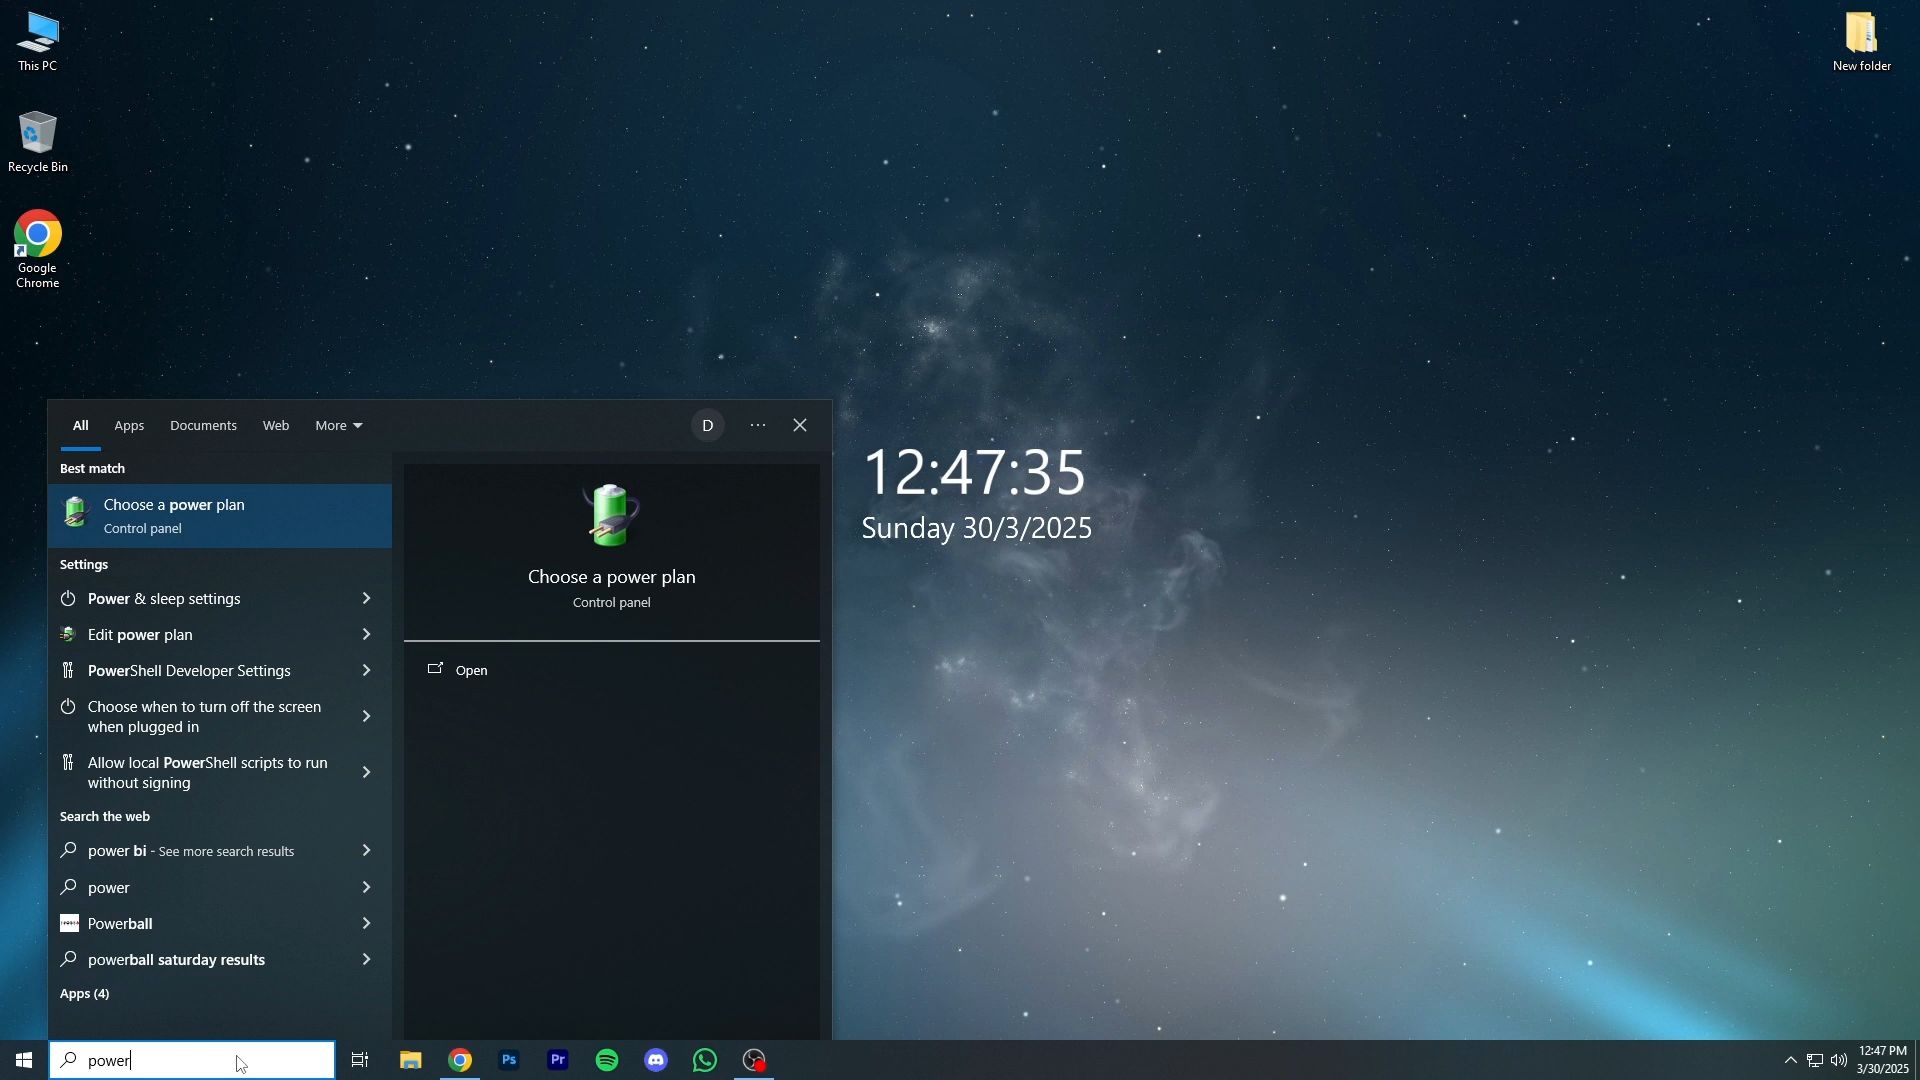 This PC
Recycle Bin
Google
Chrome
New folder
12:47:35
Sunday 30/3/2025
All
Apps
Documents
Web
More
D
Best match
Choose a power plan
Control panel
Settings
Power & sleep settings
Edit power plan
PowerShell Developer Settings
Choose when to turn off the screen
when plugged in
Allow local PowerShell scripts to run
without signing
Search the web
power bi - See more search results
power
Powerball
powerball saturday results
Apps (4)
Choose a power plan
Control panel
Open
power
Ps
Pr
12:47 PM
3/30/2025